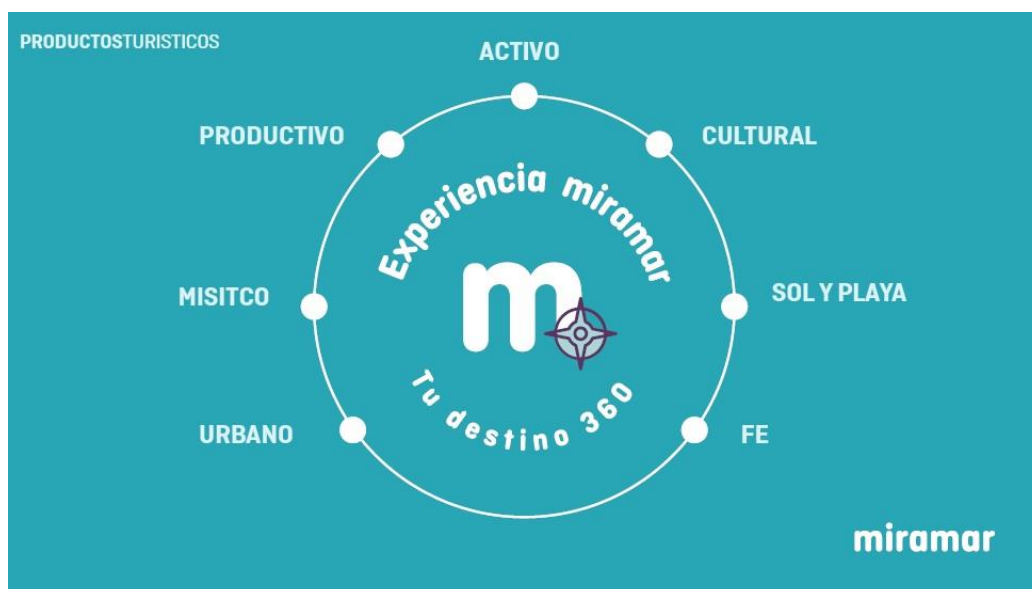 PRODUCTOSTURISTICOS
ACTIVO
PRODUCTIVO
CULTURAL
Experiencia miramar
m
MISITCO
SOL Y PLAYA
Tu destino 360
URBANO
FE
miramar